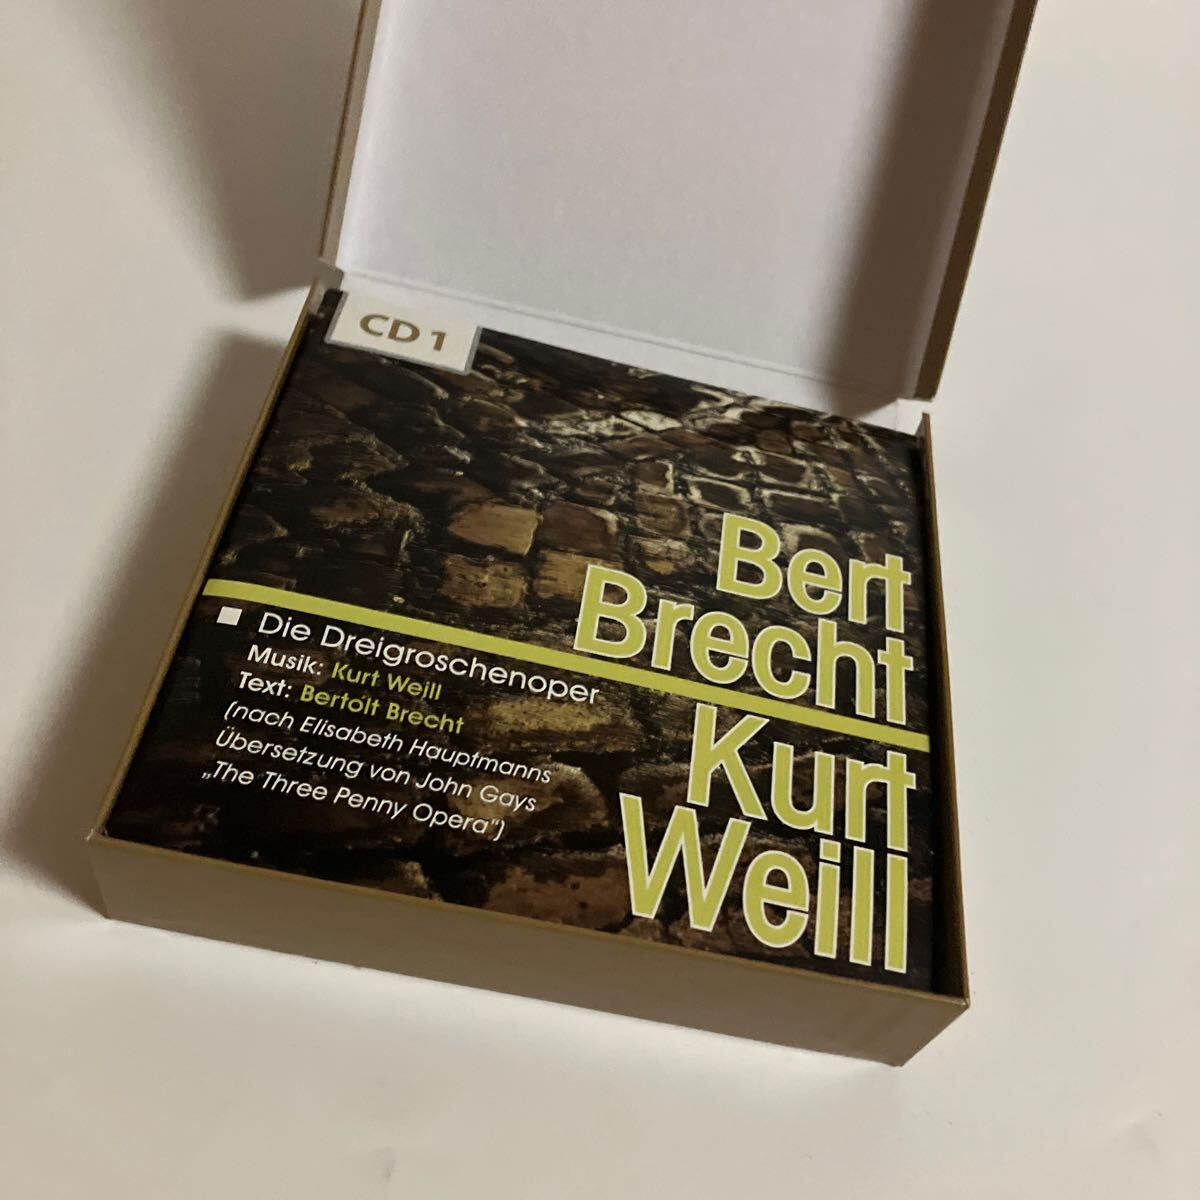 CD 1
Bert
Brecht
Kurt
Weill
Die Dreigroschenoper
Musik: Kurt Weill
Text: Bertolt Brecht
(nach Elisabeth Hauptmanns
Übersetzung von John Gays
„The Three Penny Opera")